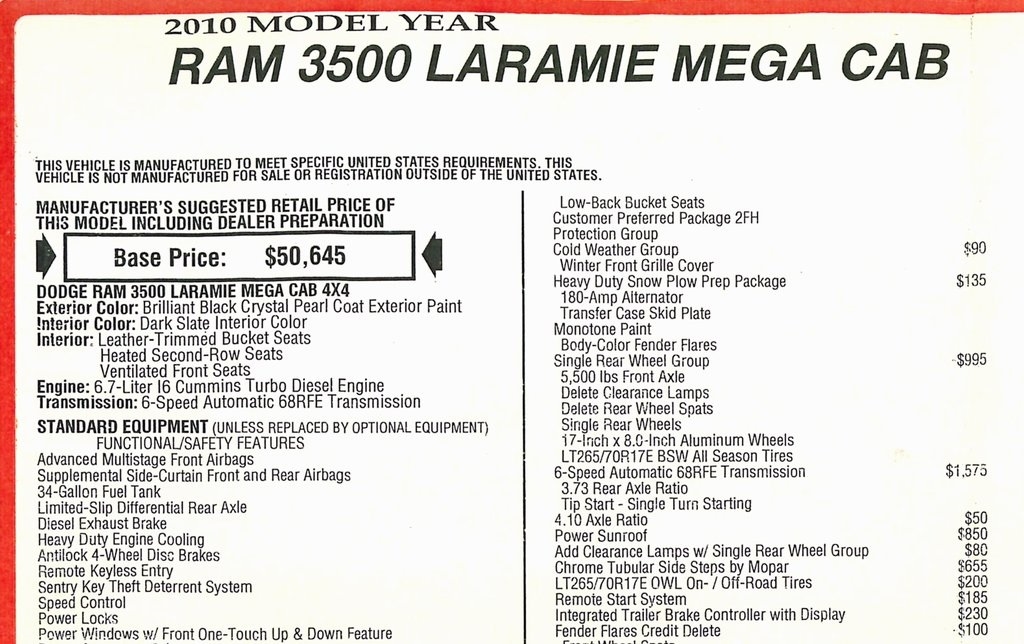 2010 MODEL YEAR
RAM 3500 LARAMIE MEGA CAB
THIS VEHICLE IS MANUFACTURED TO MEET SPECIFIC UNITED STATES REQUIREMENTS. THIS
VEHICLE IS NOT MANUFACTURED FOR SALE OR REGISTRATION OUTSIDE OF THE UNITED STATES.
MANUFACTURER'S SUGGESTED RETAIL PRICE OF
THIS MODEL INCLUDING DEALER PREPARATION
Base Price: $50,645
DODGE RAM 3500 LARAMIE MEGA CAB 4X4
Exterior Color: Brilliant Black Crystal Pearl Coat Exterior Paint
Interior Color: Dark Slate Interior Color
Interior: Leather-Trimmed Bucket Seats
Heated Second-Row Seats
Ventilated Front Seats
Engine: 6.7-Liter I6 Cummins Turbo Diesel Engine
Transmission: 6-Speed Automatic 68RFE Transmission
STANDARD EQUIPMENT (UNLESS REPLACED BY OPTIONAL EQUIPMENT)
FUNCTIONAL/SAFETY FEATURES
Advanced Multistage Front Airbags
Supplemental Side-Curtain Front and Rear Airbags
34-Gallon Fuel Tank
Limited-Slip Differential Rear Axle
Diesel Exhaust Brake
Heavy Duty Engine Cooling
Antilock 4-Wheel Disc Brakes
Remote Keyless Entry
Sentry Key Theft Deterrent System
Speed Control
Power Locks
Power Windows w/ Front One-Touch Up & Down Feature
Low-Back Bucket Seats
Customer Preferred Package 2FH
Protection Group
Cold Weather Group $90
Winter Front Grille Cover
Heavy Duty Snow Plow Prep Package $135
180-Amp Alternator
Transfer Case Skid Plate
Monotone Paint
Body-Color Fender Flares
Single Rear Wheel Group -$995
5,500 lbs Front Axle
Delete Clearance Lamps
Delete Rear Wheel Spats
Single Rear Wheels
17-Inch x 8.0-Inch Aluminum Wheels
LT265/70R17E BSW All Season Tires
6-Speed Automatic 68RFE Transmission $1,575
3.73 Rear Axle Ratio
Tip Start - Single Turn Starting
4.10 Axle Ratio $50
Power Sunroof $850
Add Clearance Lamps w/ Single Rear Wheel Group $80
Chrome Tubular Side Steps by Mopar $655
LT265/70R17E OWL On- / Off-Road Tires $200
Remote Start System $185
Integrated Trailer Brake Controller with Display $230
Fender Flares Credit Delete -$100
Front Wheel Spats